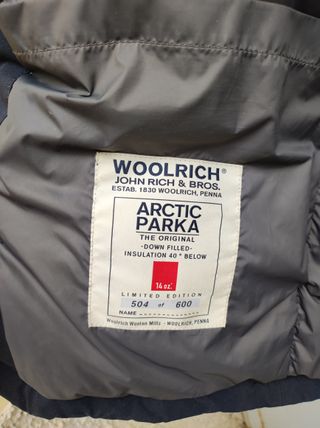 WOOLRICH®
JOHN RICH & BROS.
ESTAB. 1830 WOOLRICH, PENNA
ARCTIC
PARKA
THE ORIGINAL
-DOWN FILLED-
INSULATION 40° BELOW
14 oz.
LIMITED EDITION
504 of 600
NAME
Woolrich Woolen Mills - WOOLRICH, PENNA